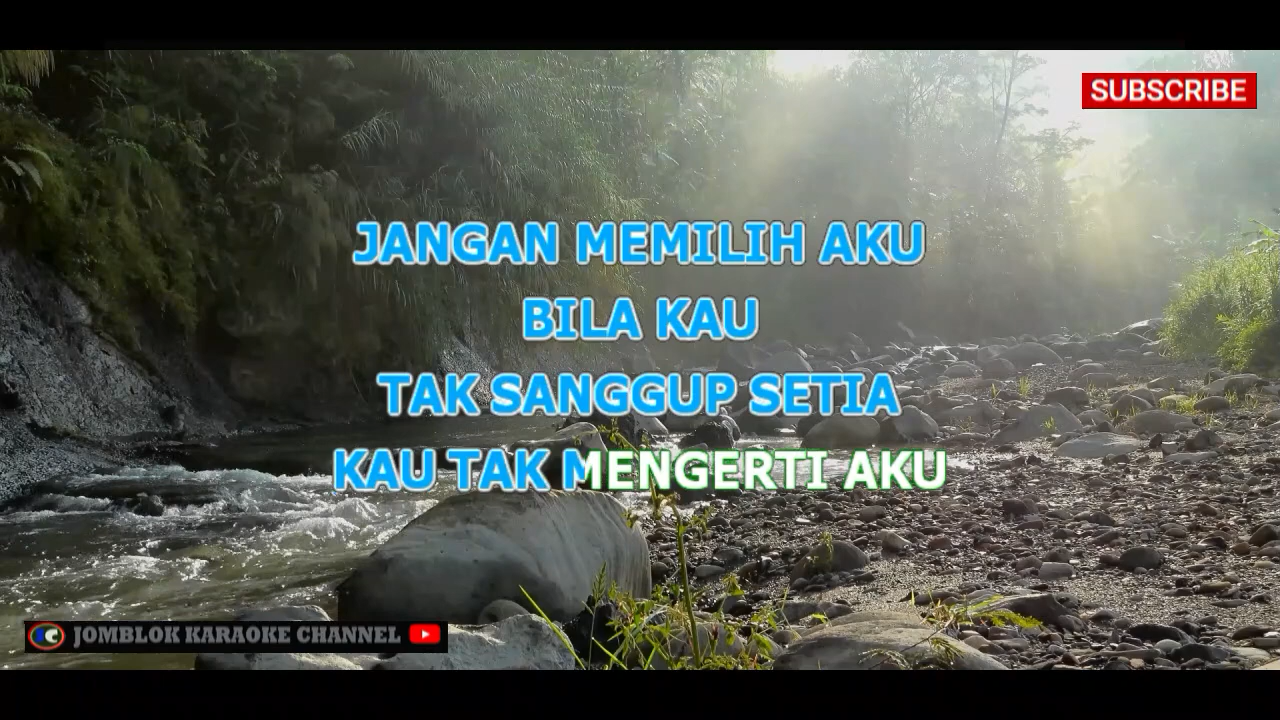 SUBSCRIBE
JANGAN MEMILIH AKU
BILA KAU
TAK SANGGUP SETIA
KAU TAK MENGERTI AKU
JOMBLOK KARAOKE CHANNEL